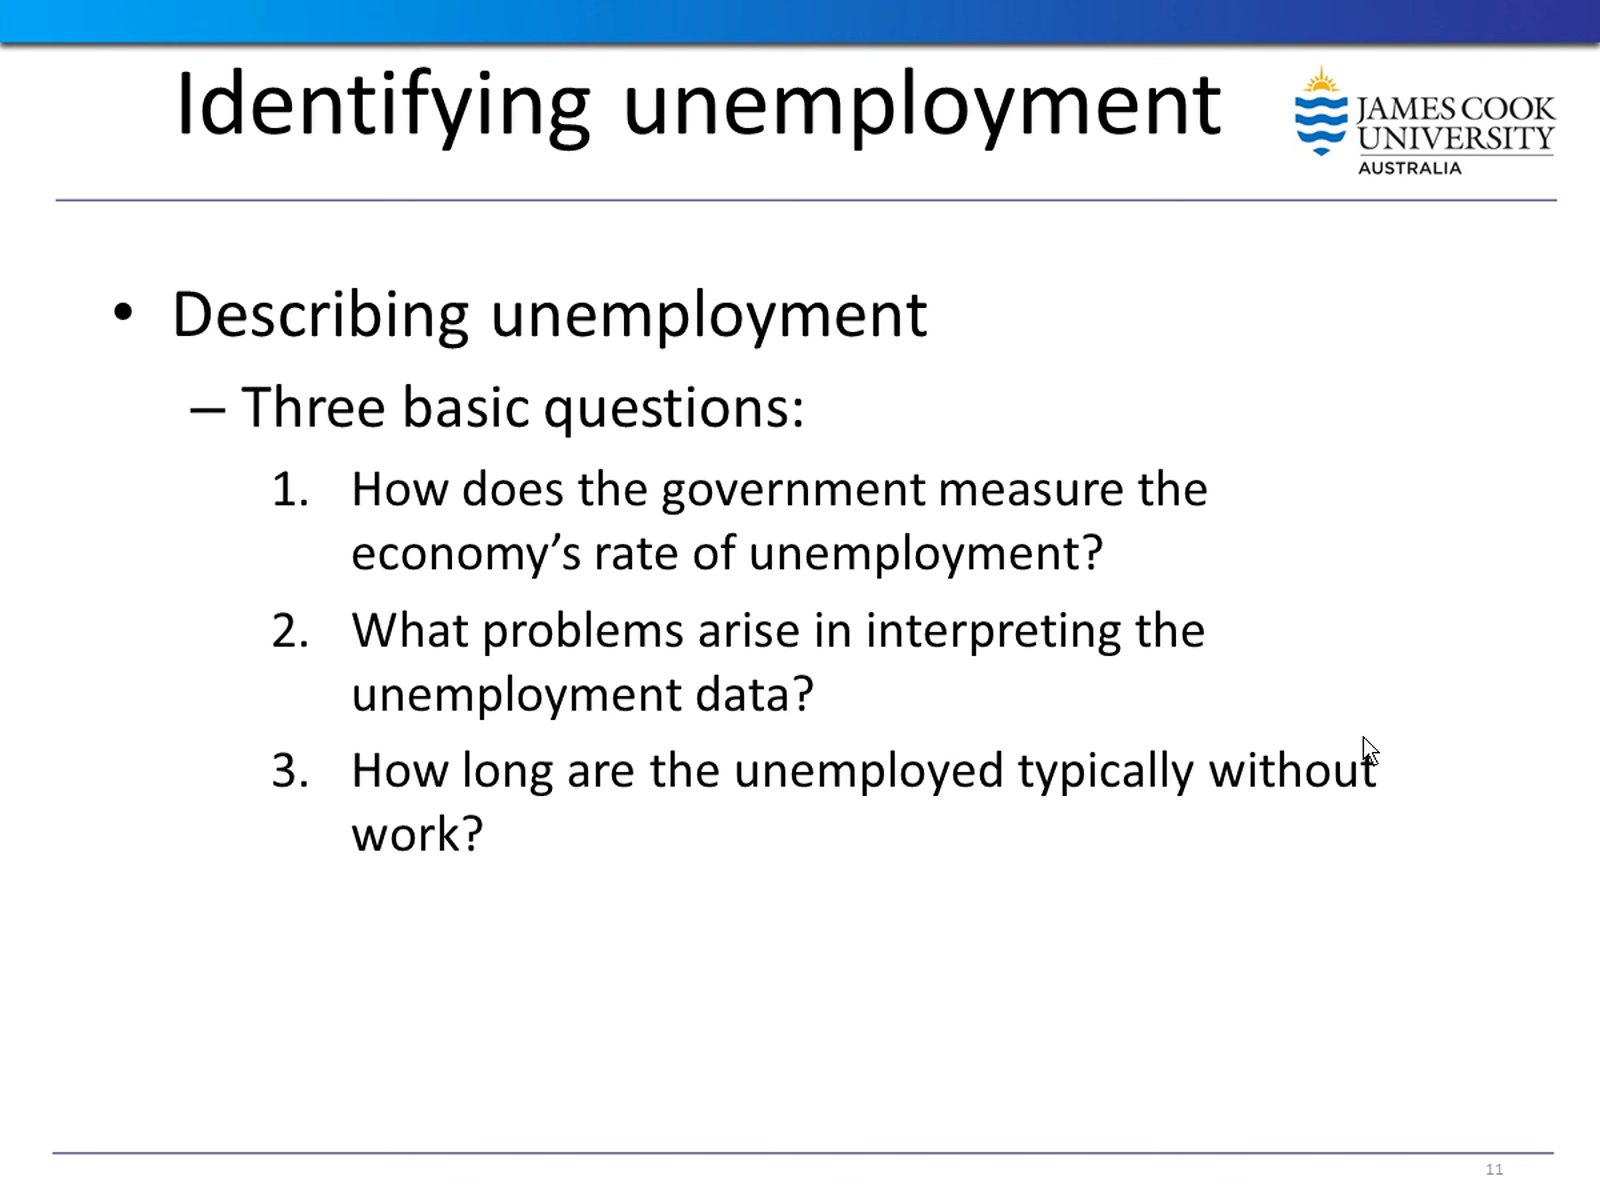 Identifying unemployment
JAMES COOK
UNIVERSITY
AUSTRALIA
• Describing unemployment
– Three basic questions:
1. How does the government measure the
economy’s rate of unemployment?
2. What problems arise in interpreting the
unemployment data?
3. How long are the unemployed typically without
work?
11